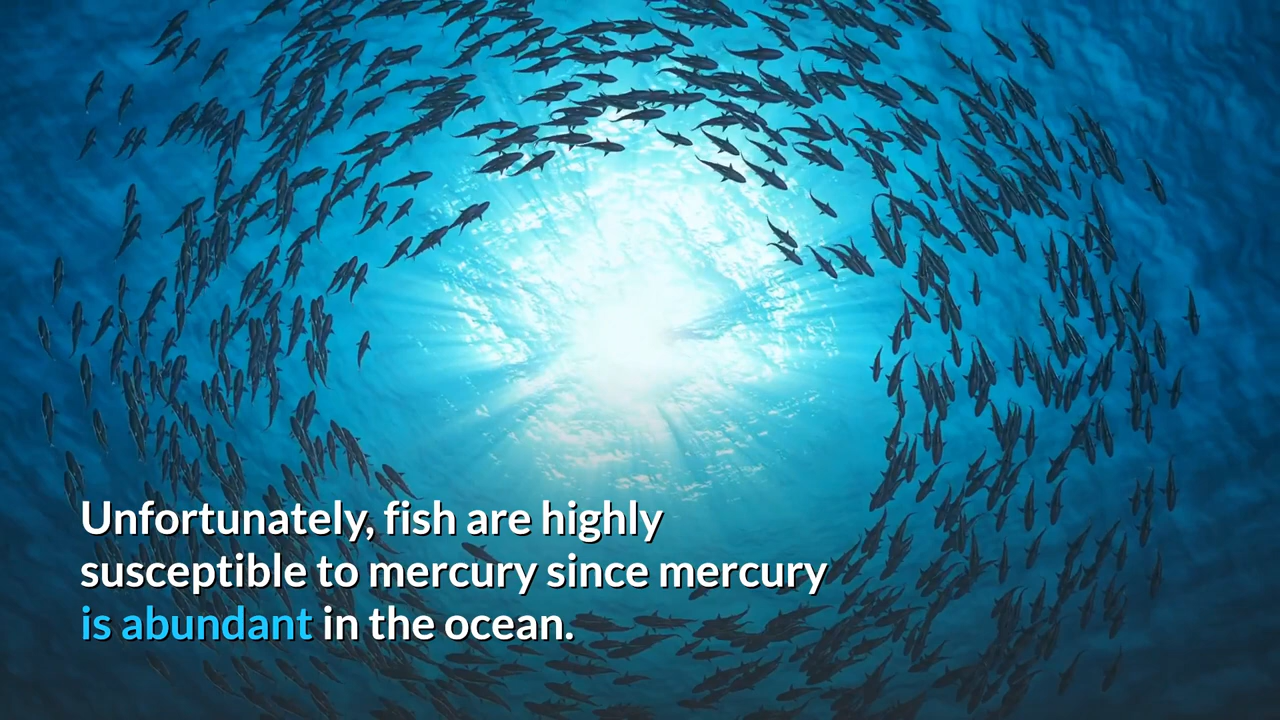 Unfortunately, fish are highly
susceptible to mercury since mercury
is abundant in the ocean.